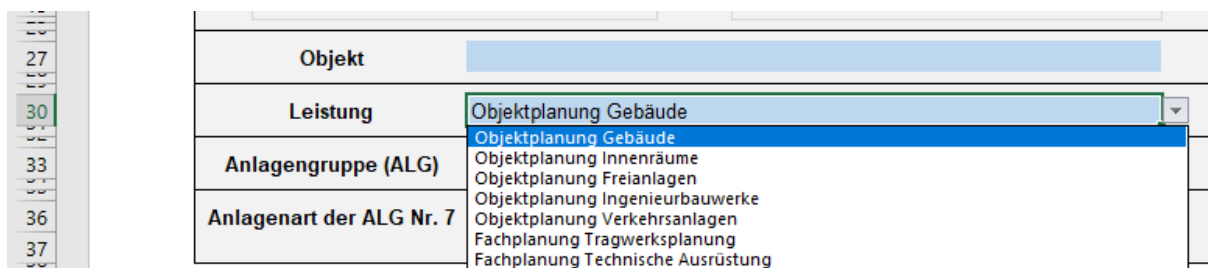 27 Objekt
30 Leistung Objektplanung Gebäude
Objektplanung Gebäude
Objektplanung Innenräume
33 Anlagengruppe (ALG) Objektplanung Freianlagen
Objektplanung Ingenieurbauwerke
36 Anlagenart der ALG Nr. 7 Objektplanung Verkehrsanlagen
Fachplanung Tragwerksplanung
37 Fachplanung Technische Ausrüstung